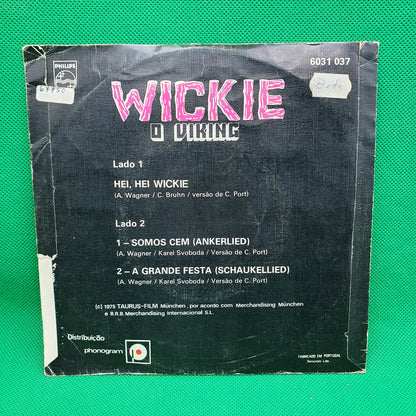 PHILIPS
6031 037
WICKIE
O VIKING
Lado 1
HEI, HEI WICKIE
(A. Wagner / C. Bruhn / versão de C. Port)
Lado 2
1 – SOMOS CEM (ANKERLIED)
(A. Wagner / Karel Svoboda / Versão de C. Port)
2 – A GRANDE FESTA (SCHAUKELLIED)
(A. Wagner / Karel Svoboda / Versão de C. Port)
(c) 1975 TAURUS-FILM München, por acordo com Merchandising München
e B.R.B. Merchandising Internacional S.L.
Distribuição
phonogram
FABRICADO EM PORTUGAL